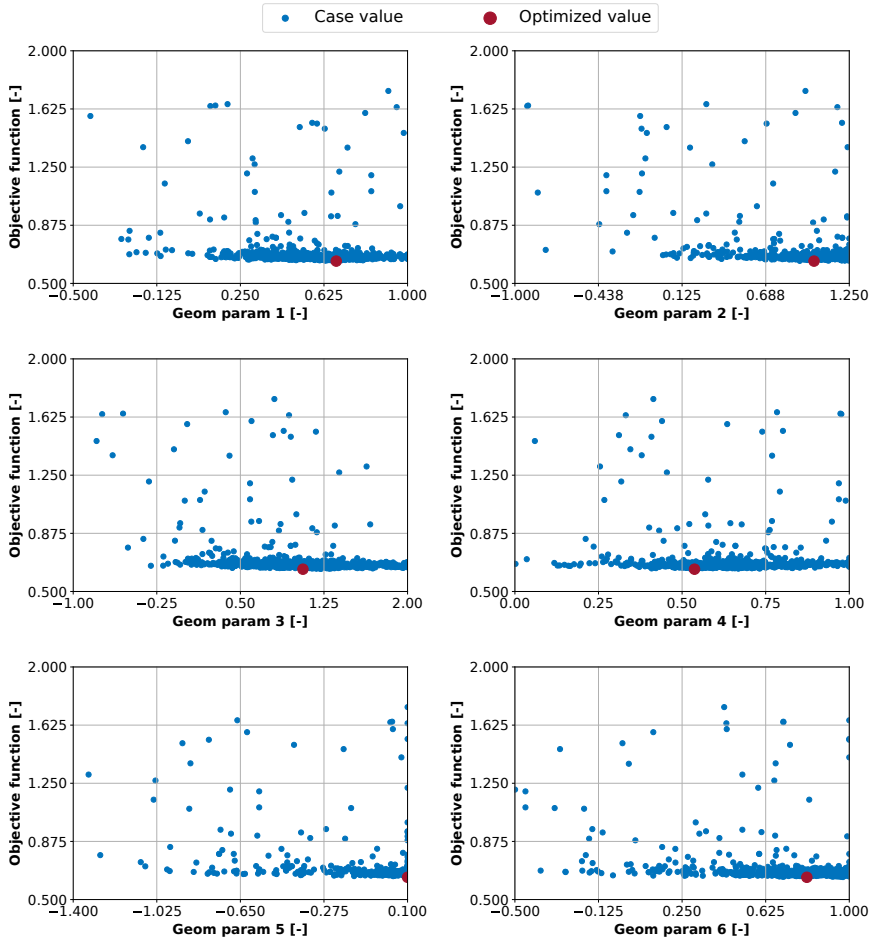 Case value Optimized value
2.000 2.000
1.625 1.625
1.250 1.250
0.875 0.875
0.500 0.500
Objective function [-] Objective function [-]
−0.500 −0.125 0.250 0.625 1.000 −1.000 −0.438 0.125 0.688 1.250
Geom param 1 [-] Geom param 2 [-]
2.000 2.000
1.625 1.625
1.250 1.250
0.875 0.875
0.500 0.500
Objective function [-] Objective function [-]
−1.00 −0.25 0.50 1.25 2.00 0.00 0.25 0.50 0.75 1.00
Geom param 3 [-] Geom param 4 [-]
2.000 2.000
1.625 1.625
1.250 1.250
0.875 0.875
0.500 0.500
Objective function [-] Objective function [-]
−1.400 −1.025 −0.650 −0.275 0.100 −0.500 −0.125 0.250 0.625 1.000
Geom param 5 [-] Geom param 6 [-]